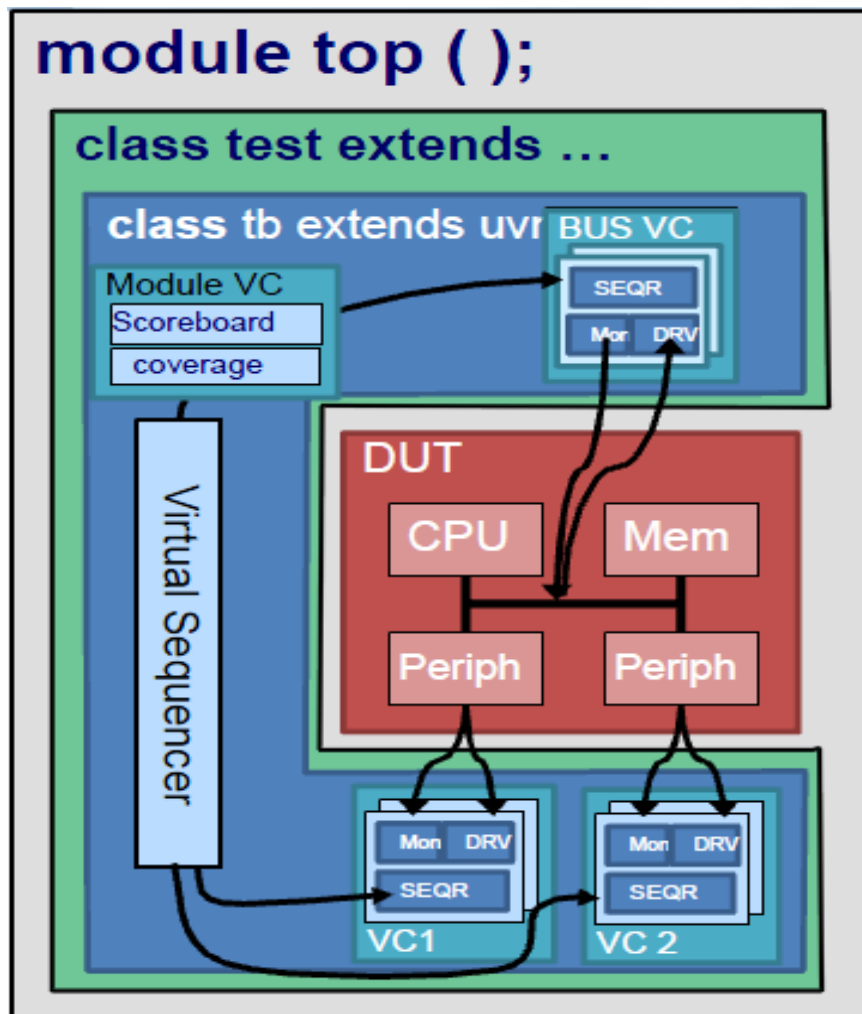 module top ( );
class test extends …
class tb extends uvm
BUS VC
SEQR
Mon
DRV
Module VC
Scoreboard
coverage
Virtual Sequencer
DUT
CPU
Mem
Periph
Periph
Mon
DRV
SEQR
VC1
Mon
DRV
SEQR
VC 2